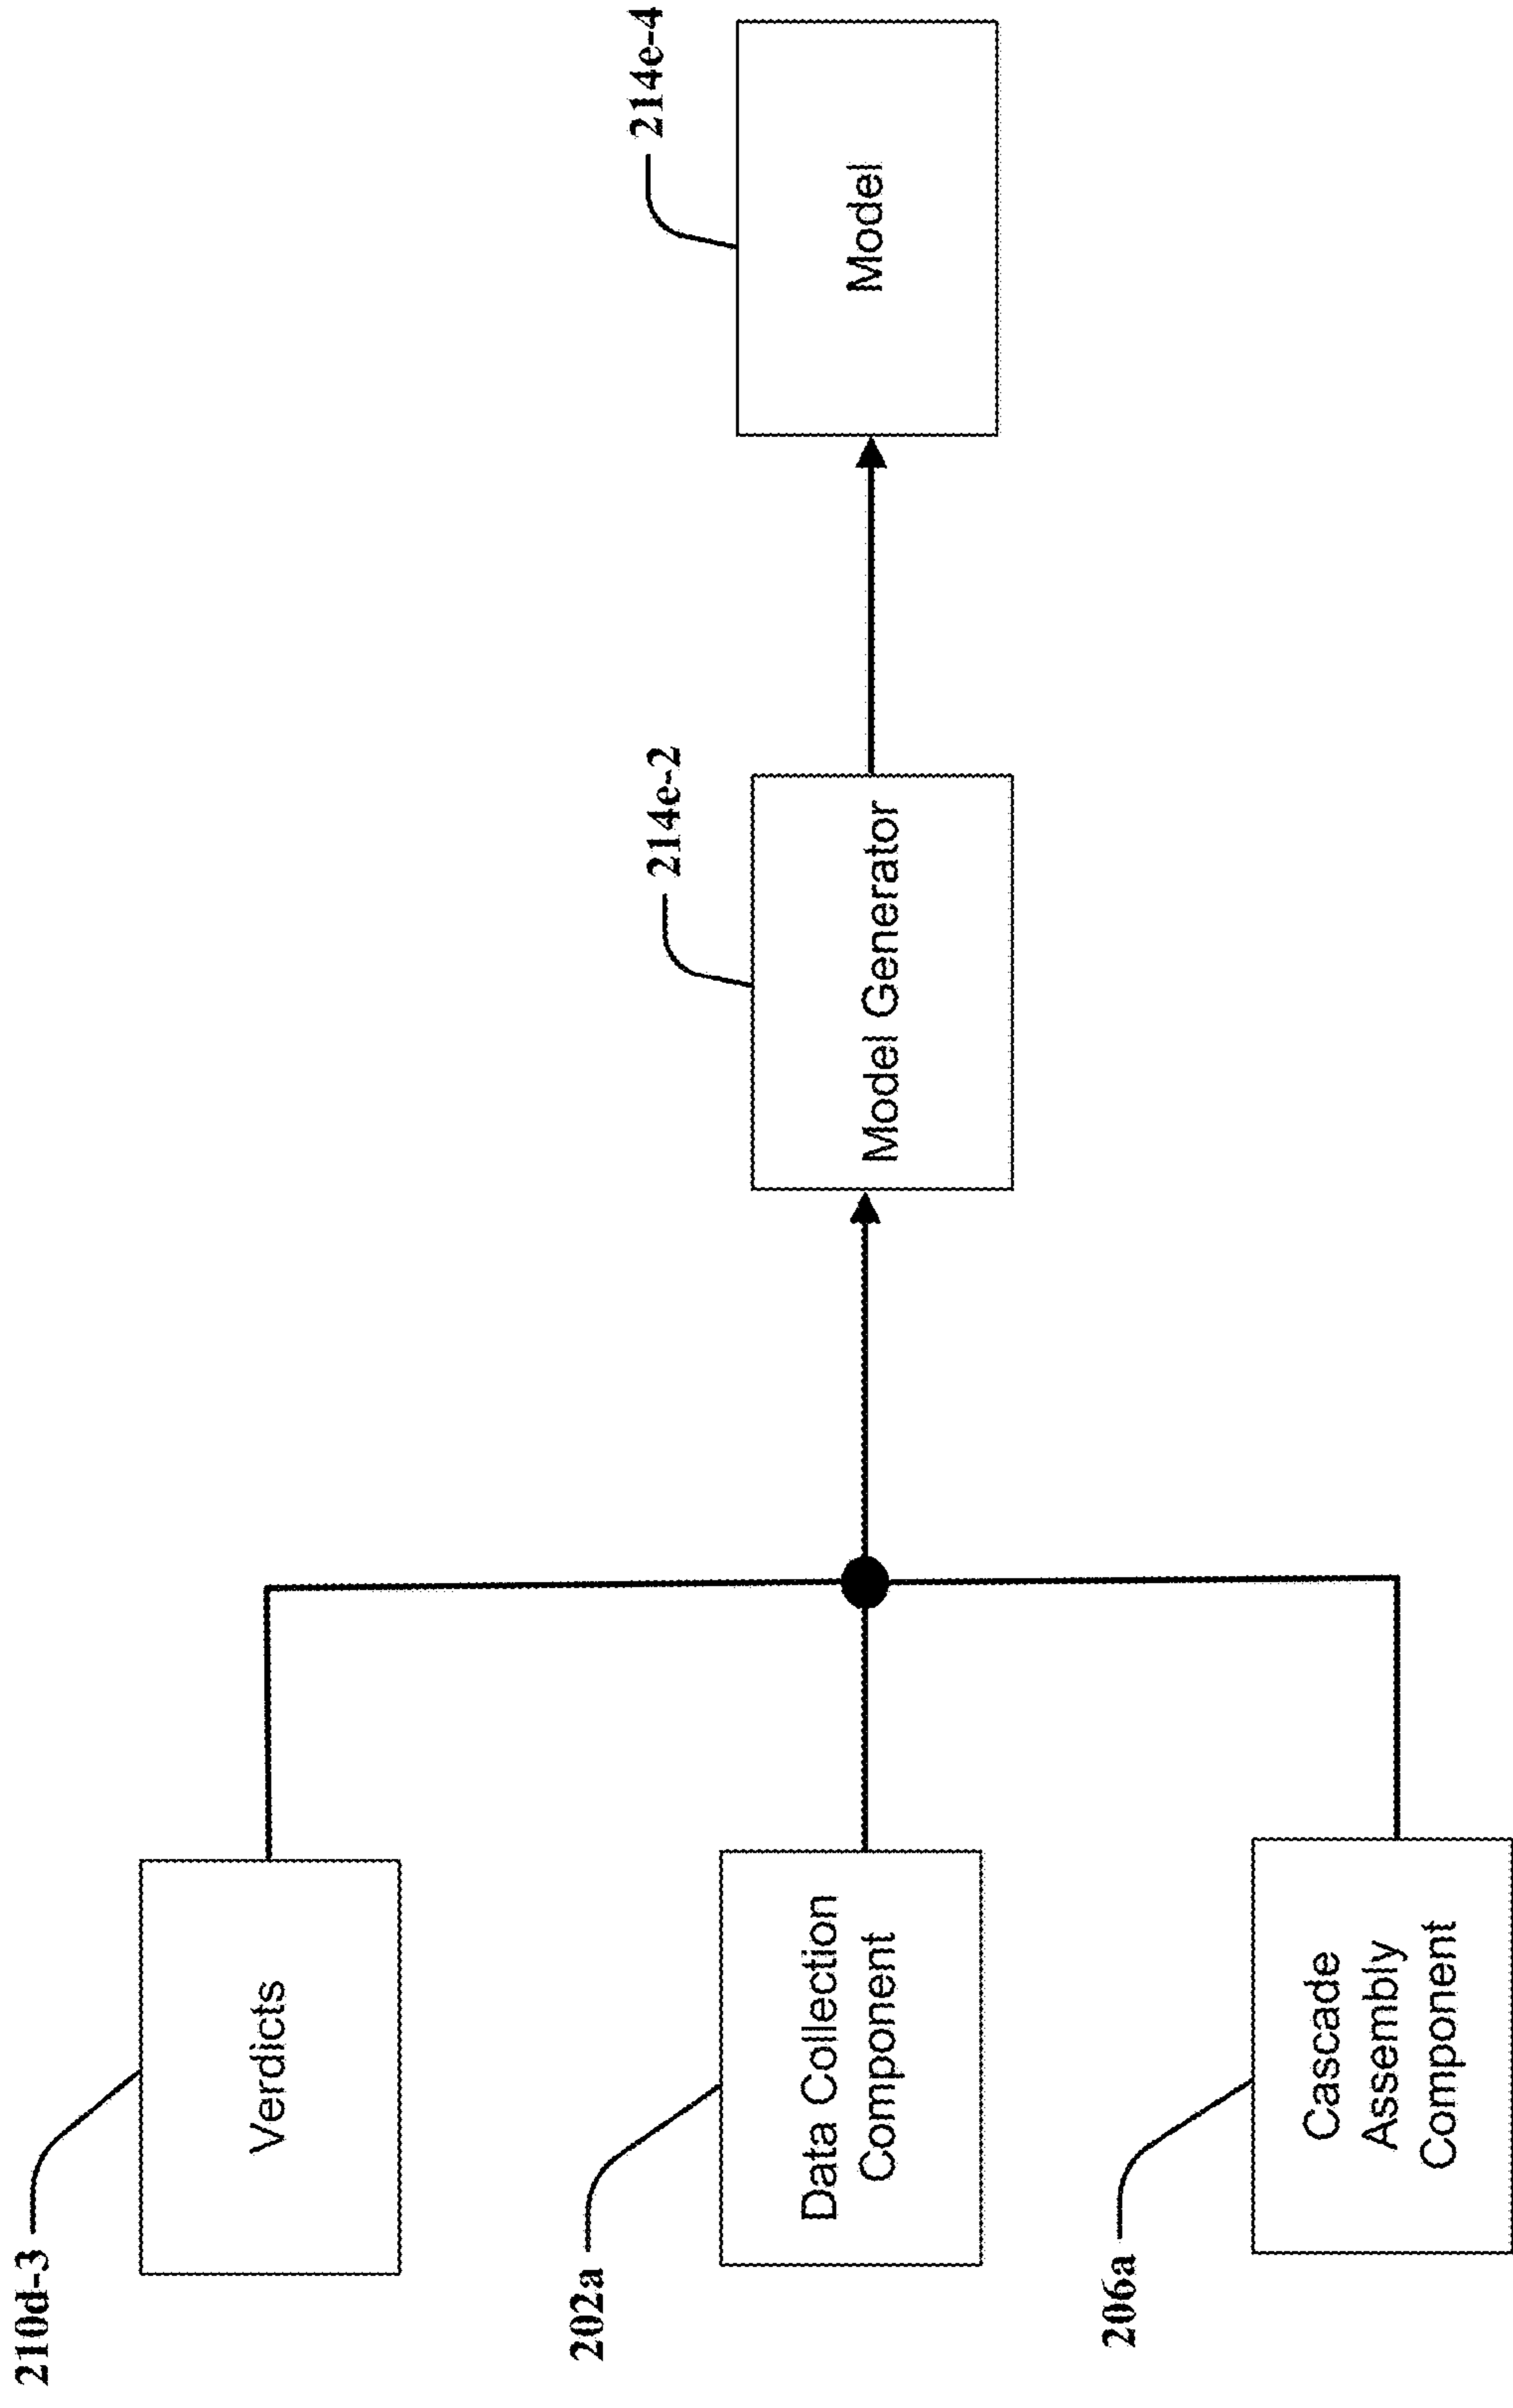 210d-3
Verdicts
202a
Data Collection
Component
206a
Cascade
Assembly
Component
214e-2
Model Generator
214e-4
Model